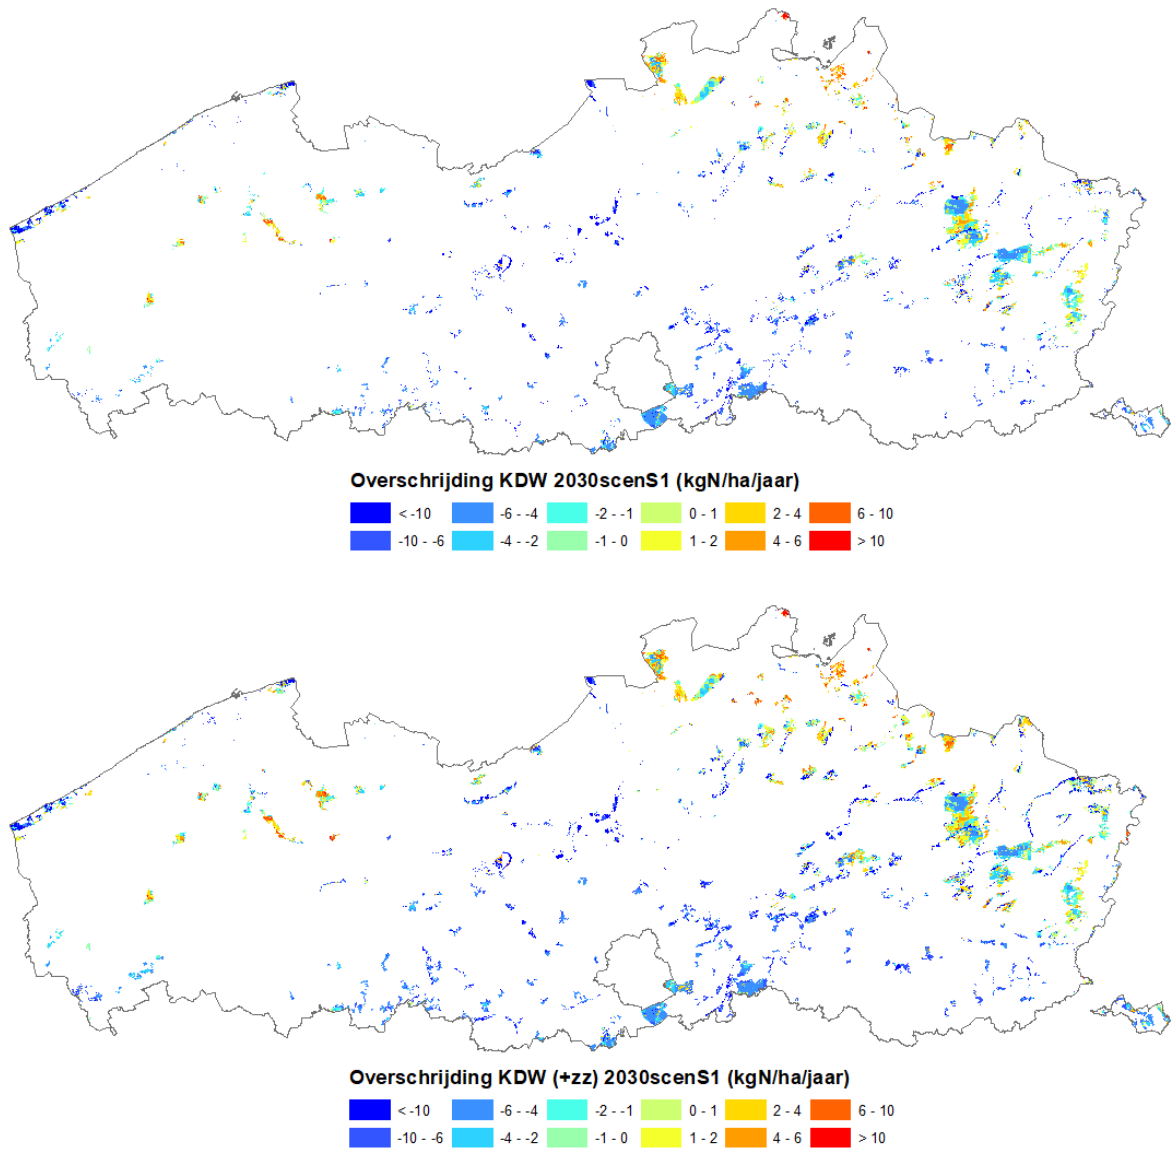 Overschrijding KDW 2030scenS1 (kgN/ha/jaar)
< -10 -6 - -4 -2 - -1 0 - 1 2 - 4 6 - 10
-10 - -6 -4 - -2 -1 - 0 1 - 2 4 - 6 > 10
Overschrijding KDW (+zz) 2030scenS1 (kgN/ha/jaar)
< -10 -6 - -4 -2 - -1 0 - 1 2 - 4 6 - 10
-10 - -6 -4 - -2 -1 - 0 1 - 2 4 - 6 > 10